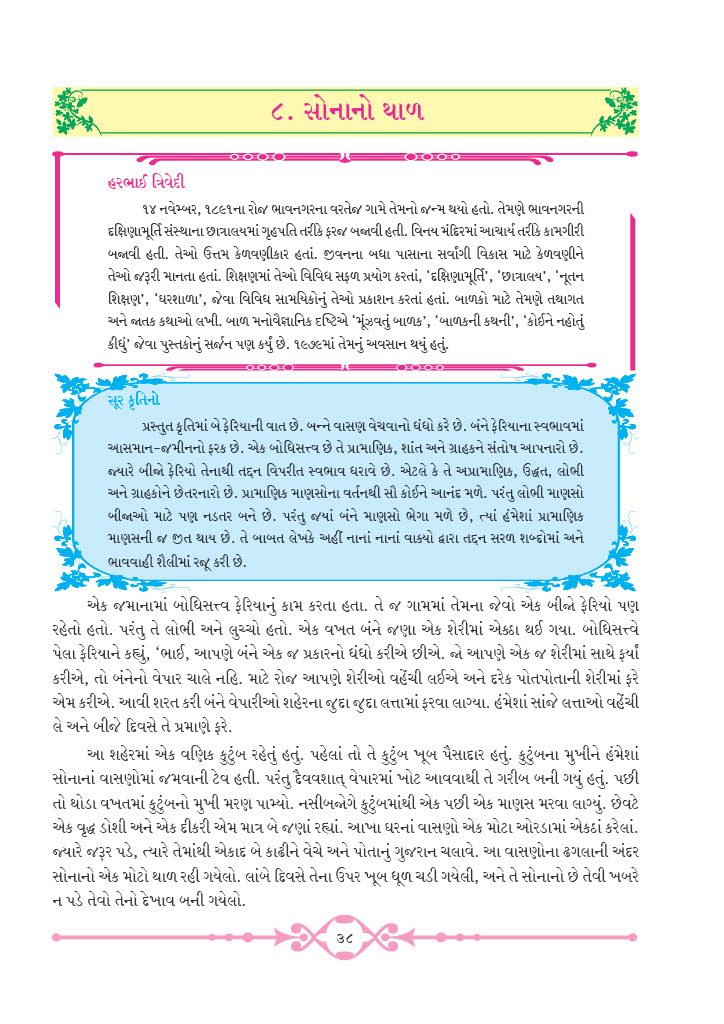 ૮. સોનાનો થાળ
હરભાઈ ત્રિવેદી
૧૪ નવેમ્બર, ૧૮૯૧ના રોજ ભાવનગરના વરતેજ ગામે તેમનો જન્મ થયો હતો. તેમણે ભાવનગરની
દક્ષિણામૂર્તિ સંસ્થાના છાત્રાલયમાં ગૃહપતિ તરીકે ફરજ બજાવી હતી. વિનય મંદિરમાં આચાર્ય તરીકે કામગીરી
બજાવી હતી. તેઓ ઉત્તમ કેળવણીકાર હતાં. જીવનના બધા પાસાના સર્વાંગી વિકાસ માટે કેળવણીને
તેઓ જરૂરી માનતા હતાં. શિક્ષણમાં તેઓ વિવિધ સફળ પ્રયોગ કરતાં, ‘દક્ષિણામૂર્તિ’, ‘છાત્રાલય’, ‘નૂતન
શિક્ષણ’, ‘ઘરશાળા’, જેવા વિવિધ સામયિકોનું તેઓ પ્રકાશન કરતાં હતાં. બાળકો માટે તેમણે તથાગત
અને જાતક કથાઓ લખી. બાળ મનોવૈજ્ઞાનિક દષ્ટિએ ‘મૂંઝવતું બાળક’, ‘બાળકની કથની’, ‘કોઈને નહોતું
કીધું’ જેવા પુસ્તકોનું સર્જન પણ કર્યું છે. ૧૯૭૯માં તેમનું અવસાન થયું હતું.
સૂર કૃતિનો
પ્રસ્તુત કૃતિમાં બે ફેરિયાની વાત છે. બન્ને વાસણ વેચવાનો ધંધો કરે છે. બંને ફેરિયાના સ્વભાવમાં
આસમાન-જમીનનો ફરક છે. એક બોધિસત્ત્વ છે તે પ્રામાણિક, શાંત અને ગ્રાહકને સંતોષ આપનારો છે.
જ્યારે બીજો ફેરિયો તેનાથી તદ્દન વિપરીત સ્વભાવ ધરાવે છે. એટલે કે તે અપ્રામાણિક, ઉદ્ધત, લોભી
અને ગ્રાહકોને છેતરનારો છે. પ્રામાણિક માણસોના વર્તનથી સૌ કોઈને આનંદ મળે. પરંતુ લોભી માણસો
બીજાઓ માટે પણ નડતર બને છે. પરંતુ જયાં બંને માણસો ભેગા મળે છે, ત્યાં હંમેશાં પ્રામાણિક
માણસની જ જીત થાય છે. તે બાબત લેખકે અહીં નાનાં નાનાં વાક્યો દ્વારા તદ્દન સરળ શબ્દોમાં અને
ભાવવાહી શૈલીમાં રજૂ કરી છે.
એક જમાનામાં બોધિસત્ત્વ ફેરિયાનું કામ કરતા હતા. તે જ ગામમાં તેમના જેવો એક બીજો ફેરિયો પણ
રહેતો હતો. પરંતુ તે લોભી અને લુચ્ચો હતો. એક વખત બંને જણા એક શેરીમાં એકઠા થઈ ગયા. બોધિસત્ત્વે
પેલા ફેરિયાને કહ્યું, ‘ભાઈ, આપણે બંને એક જ પ્રકારનો ધંધો કરીએ છીએ. જો આપણે એક જ શેરીમાં સાથે ફર્યા
કરીએ, તો બંનેનો વેપાર ચાલે નહિ. માટે રોજ આપણે શેરીઓ વહેંચી લઈએ અને દરેક પોતપોતાની શેરીમાં ફરે
એમ કરીએ. આવી શરત કરી બંને વેપારીઓ શહેરના જુદા જુદા લત્તામાં ફરવા લાગ્યા. હંમેશાં સાંજે લત્તાઓ વહેંચી
લે અને બીજે દિવસે તે પ્રમાણે ફરે.
આ શહેરમાં એક વણિક કુટુંબ રહેતું હતું. પહેલાં તો તે કુટુંબ ખૂબ પૈસાદાર હતું. કુટુંબના મુખીને હંમેશાં
સોનાનાં વાસણોમાં જમવાની ટેવ હતી. પરંતુ દૈવવશાત્ વેપારમાં ખોટ આવવાથી તે ગરીબ બની ગયું હતું. પછી
તો થોડા વખતમાં કુટુંબનો મુખી મરણ પામ્યો. નસીબજોગે કુટુંબમાંથી એક પછી એક માણસ મરવા લાગ્યું. છેવટે
એક વૃદ્ધ ડોશી અને એક દીકરી એમ માત્ર બે જણાં રહ્યાં. આખા ઘરનાં વાસણો એક મોટા ઓરડામાં એકઠાં કરેલાં.
જ્યારે જરૂર પડે, ત્યારે તેમાંથી એકાદ બે કાઢીને વેચે અને પોતાનું ગુજરાન ચલાવે. આ વાસણોના ઢગલાની અંદર
સોનાનો એક મોટો થાળ રહી ગયેલો. લાંબે દિવસે તેના ઉપર ખૂબ ધૂળ ચડી ગયેલી, અને તે સોનાનો છે તેવી ખબરે
ન પડે તેવો તેનો દેખાવ બની ગયેલો.
૩૮